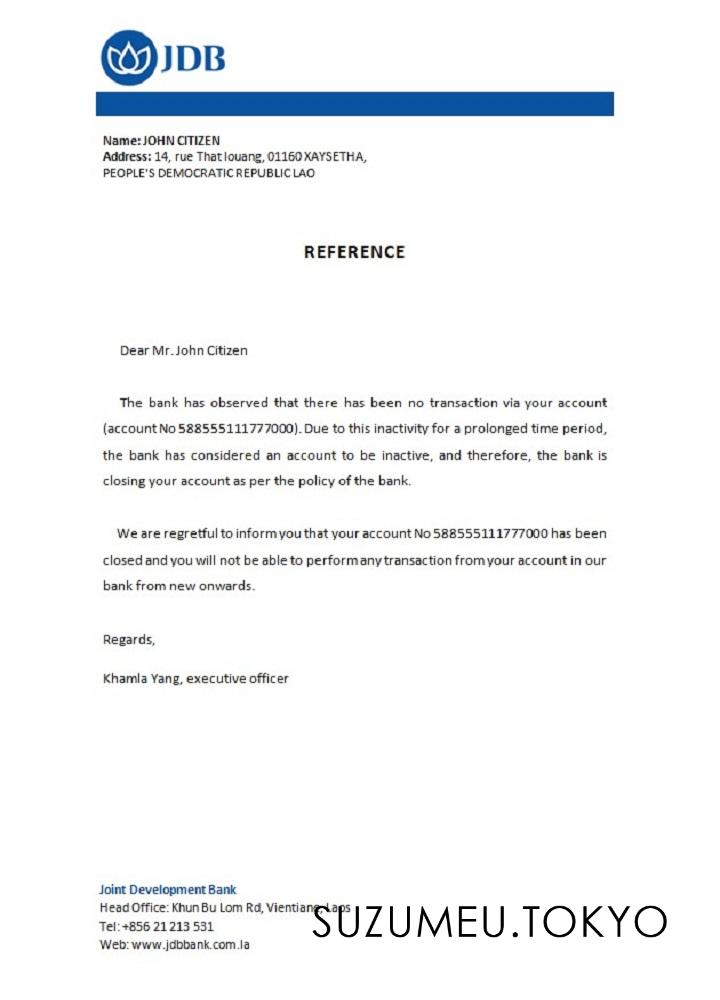 JDB
Name: JOHN CITIZEN
Address: 14, rue That louang, 01160 XAYSETHA,
PEOPLE'S DEMOCRATIC REPUBLIC LAO
REFERENCE
Dear Mr. John Citizen
The bank has observed that there has been no transaction via your account
(account No 588555111777000). Due to this inactivity for a prolonged time period,
the bank has considered an account to be inactive, and therefore, the bank is
closing your account as per the policy of the bank.
We are regretful to inform you that your account No 588555111777000 has been
closed and you will not be able to perform any transaction from your account in our
bank from new onwards.
Regards,
Khamla Yang, executive officer
Joint Development Bank
Head Office: Khun Bu Lom Rd, Vientiane, Laos
Tel: +856 21 213 531
Web: www.jdbbank.com.la
SUZUMEU.TOKYO